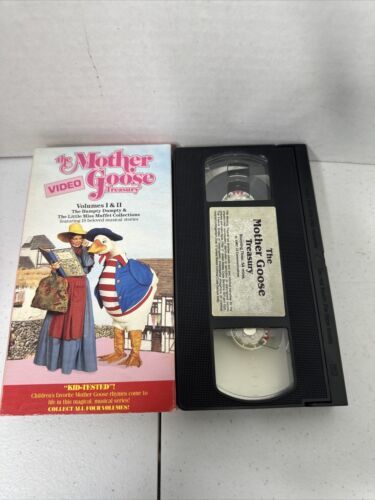 the Mother
VIDEO Goose
Treasury
Volumes I & II
The Humpty Dumpty &
The Little Miss Muffet Collections
featuring 18 beloved musical stories
"KID-TESTED"!
Children's favorite Mother Goose rhymes come to
life in this magical, musical series!
COLLECT ALL FOUR VOLUMES!
The
Mother Goose
Treasury